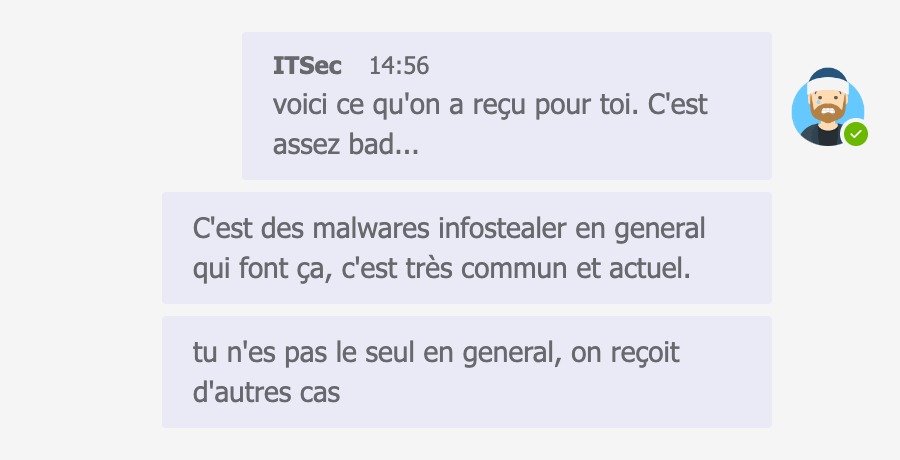 ITSec 14:56
voici ce qu'on a reçu pour toi. C'est
assez bad...
C'est des malwares infostealer en general
qui font ça, c'est très commun et actuel.
tu n'es pas le seul en general, on reçoit
d'autres cas